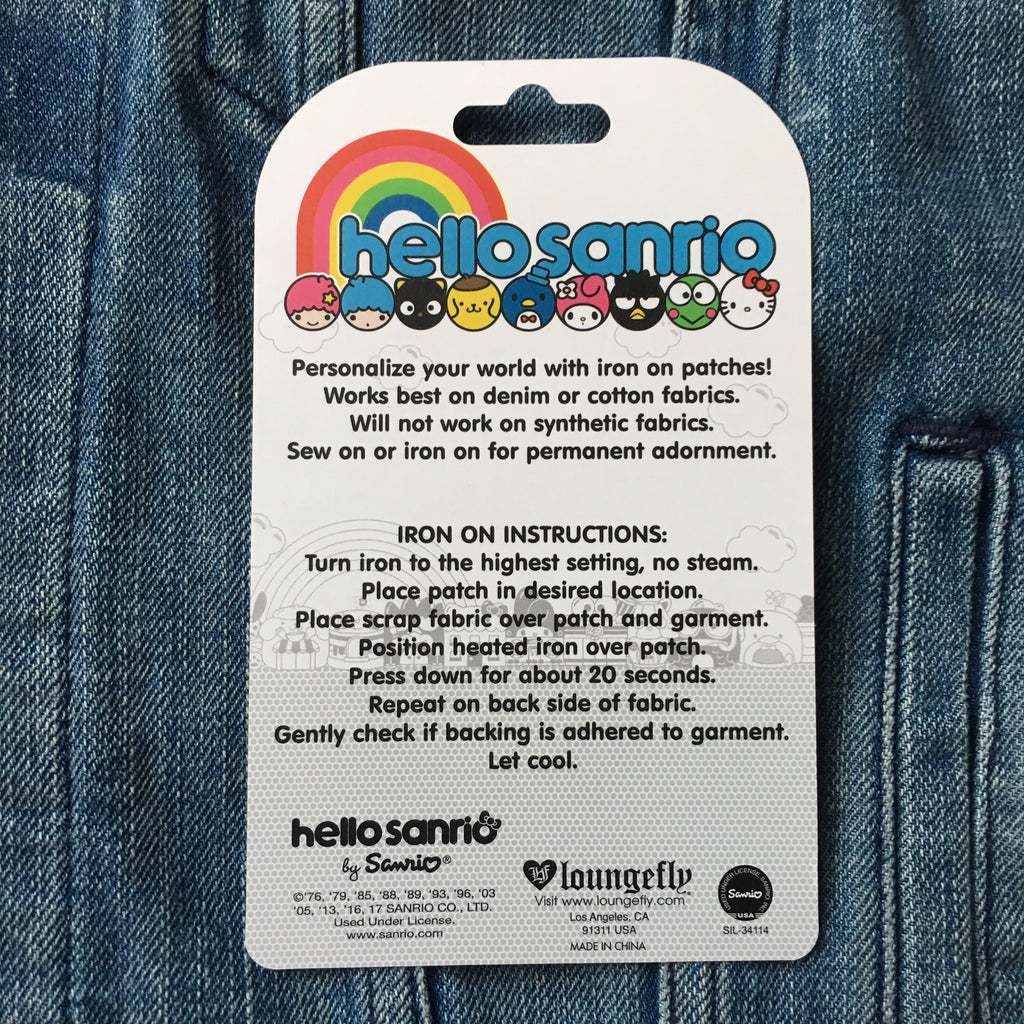 hello sanrio
Personalize your world with iron on patches!
Works best on denim or cotton fabrics.
Will not work on synthetic fabrics.
Sew on or iron on for permanent adornment.
IRON ON INSTRUCTIONS:
Turn iron to the highest setting, no steam.
Place patch in desired location.
Place scrap fabric over patch and garment.
Position heated iron over patch.
Press down for about 20 seconds.
Repeat on back side of fabric.
Gently check if backing is adhered to garment.
Let cool.
hello sanrio
by Sanrio®
©'76, '79, '85, '88, '89, '93, '96, '03
'05, '13, '16, 17 SANRIO CO., LTD.
Used Under License.
www.sanrio.com
LF loungefly®
Visit www.loungefly.com
Los Angeles, CA
91311 USA
MADE IN CHINA
USED UNDER LICENSE, SANRIO, INC.
Sanrio
USA
SIL-34114